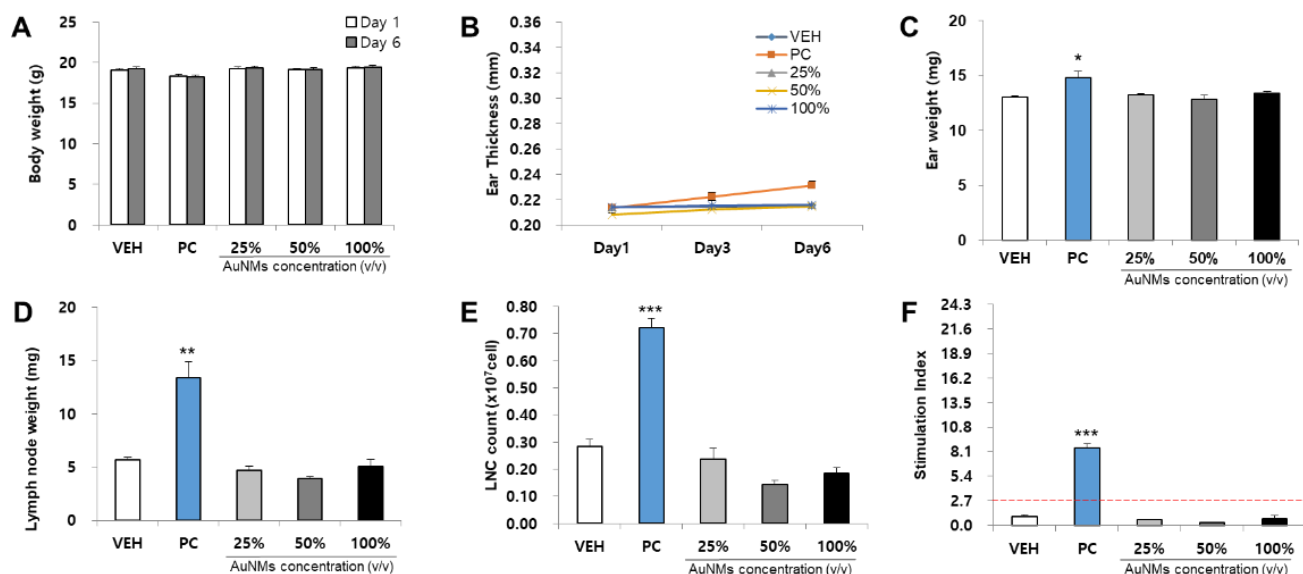 A
Body weight (g)
25
20
15
10
5
0
Day 1
Day 6
VEH PC 25% 50% 100%
AuNMs concentration (v/v)
B
Ear Thickness (mm)
0.36
0.34
0.32
0.30
0.28
0.26
0.24
0.22
0.20
VEH
PC
25%
50%
100%
Day1 Day3 Day6
C
Ear weight (mg)
20
15
10
5
0
*
VEH PC 25% 50% 100%
AuNMs concentration (v/v)
D
Lymph node weight (mg)
20
15
10
5
0
**
VEH PC 25% 50% 100%
AuNMs concentration (v/v)
E
LNC count (x10⁷cell)
0.80
0.70
0.60
0.50
0.40
0.30
0.20
0.10
0.00
***
VEH PC 25% 50% 100%
AuNMs concentration (v/v)
F
Stimulation Index
24.3
21.6
18.9
16.2
13.5
10.8
8.1
5.4
2.7
0.0
***
VEH PC 25% 50% 100%
AuNMs concentration (v/v)